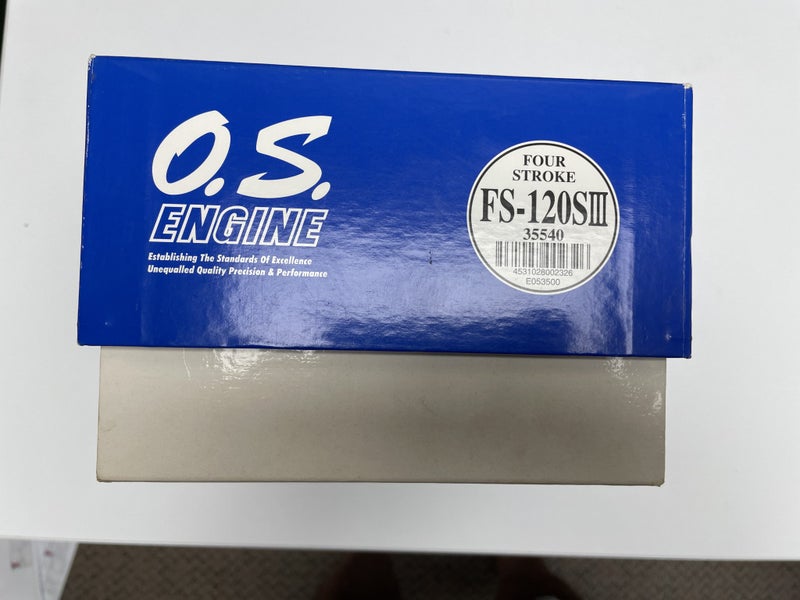 O.S.
ENGINE
Establishing The Standards Of Excellence
Unequalled Quality Precision & Performance
FOUR
STROKE
FS-120SIII
35540
4531028002326
E053500